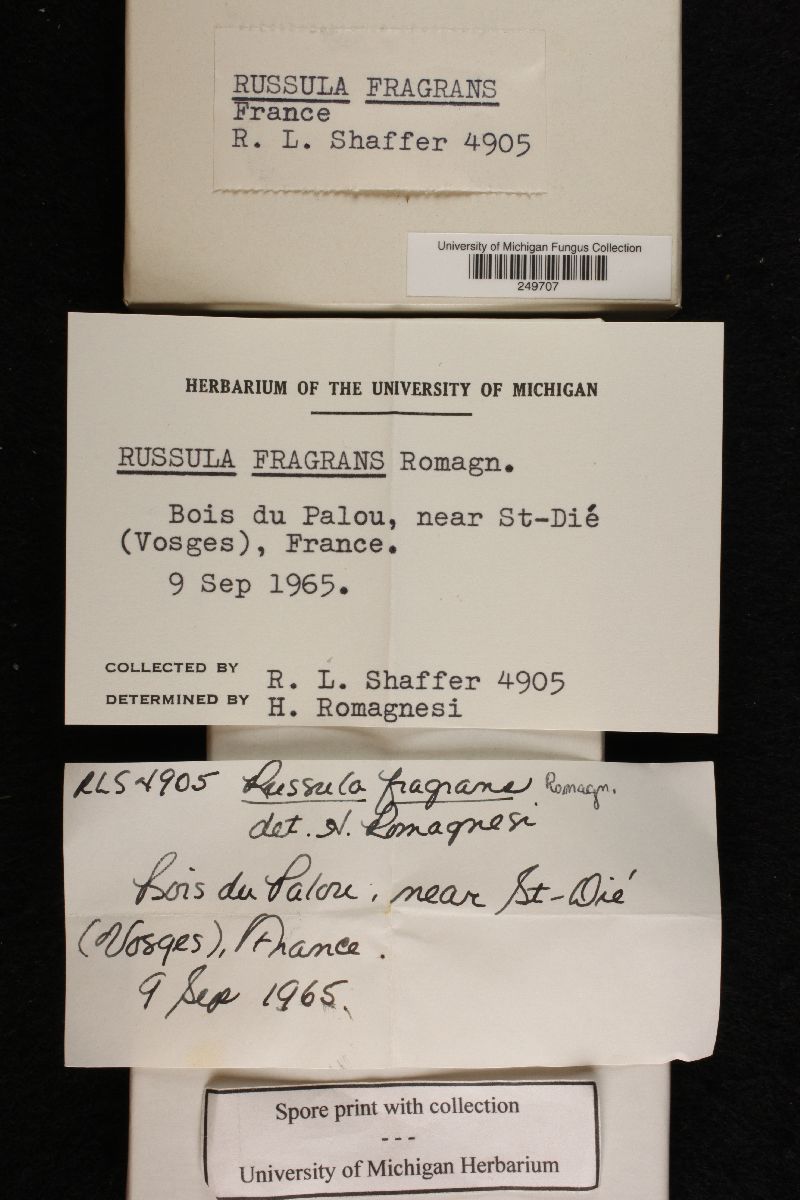 RUSSULA FRAGRANS
France
R. L. Shaffer 4905
University of Michigan Fungus Collection
249707
HERBARIUM OF THE UNIVERSITY OF MICHIGAN
RUSSULA FRAGRANS Romagn.
Bois du Palou, near St-Dié
(Vosges), France.
9 Sep 1965.
COLLECTED BY R. L. Shaffer 4905
DETERMINED BY H. Romagnesi
RLS 4905 Russula fragrans Romagn.
det. H. Romagnesi
Bois du Palou, near St-Dié
(Vosges), France.
9 Sep 1965.
Spore print with collection
---
University of Michigan Herbarium